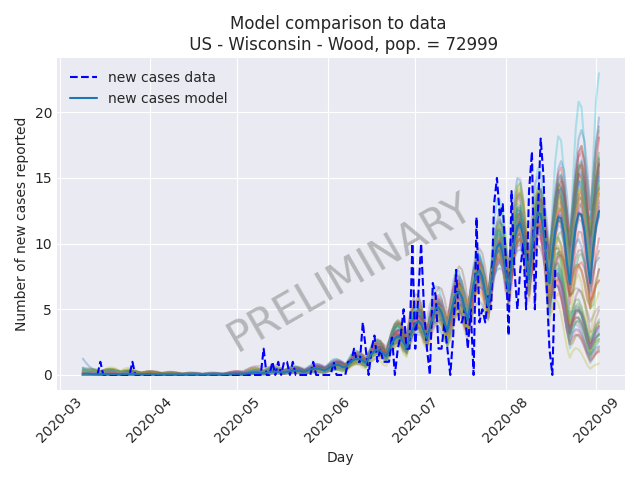 Model comparison to data
US - Wisconsin - Wood, pop. = 72999
new cases data
new cases model
PRELIMINARY
Number of new cases reported
20
15
10
5
0
2020-03
2020-04
2020-05
2020-06
2020-07
2020-08
2020-09
Day